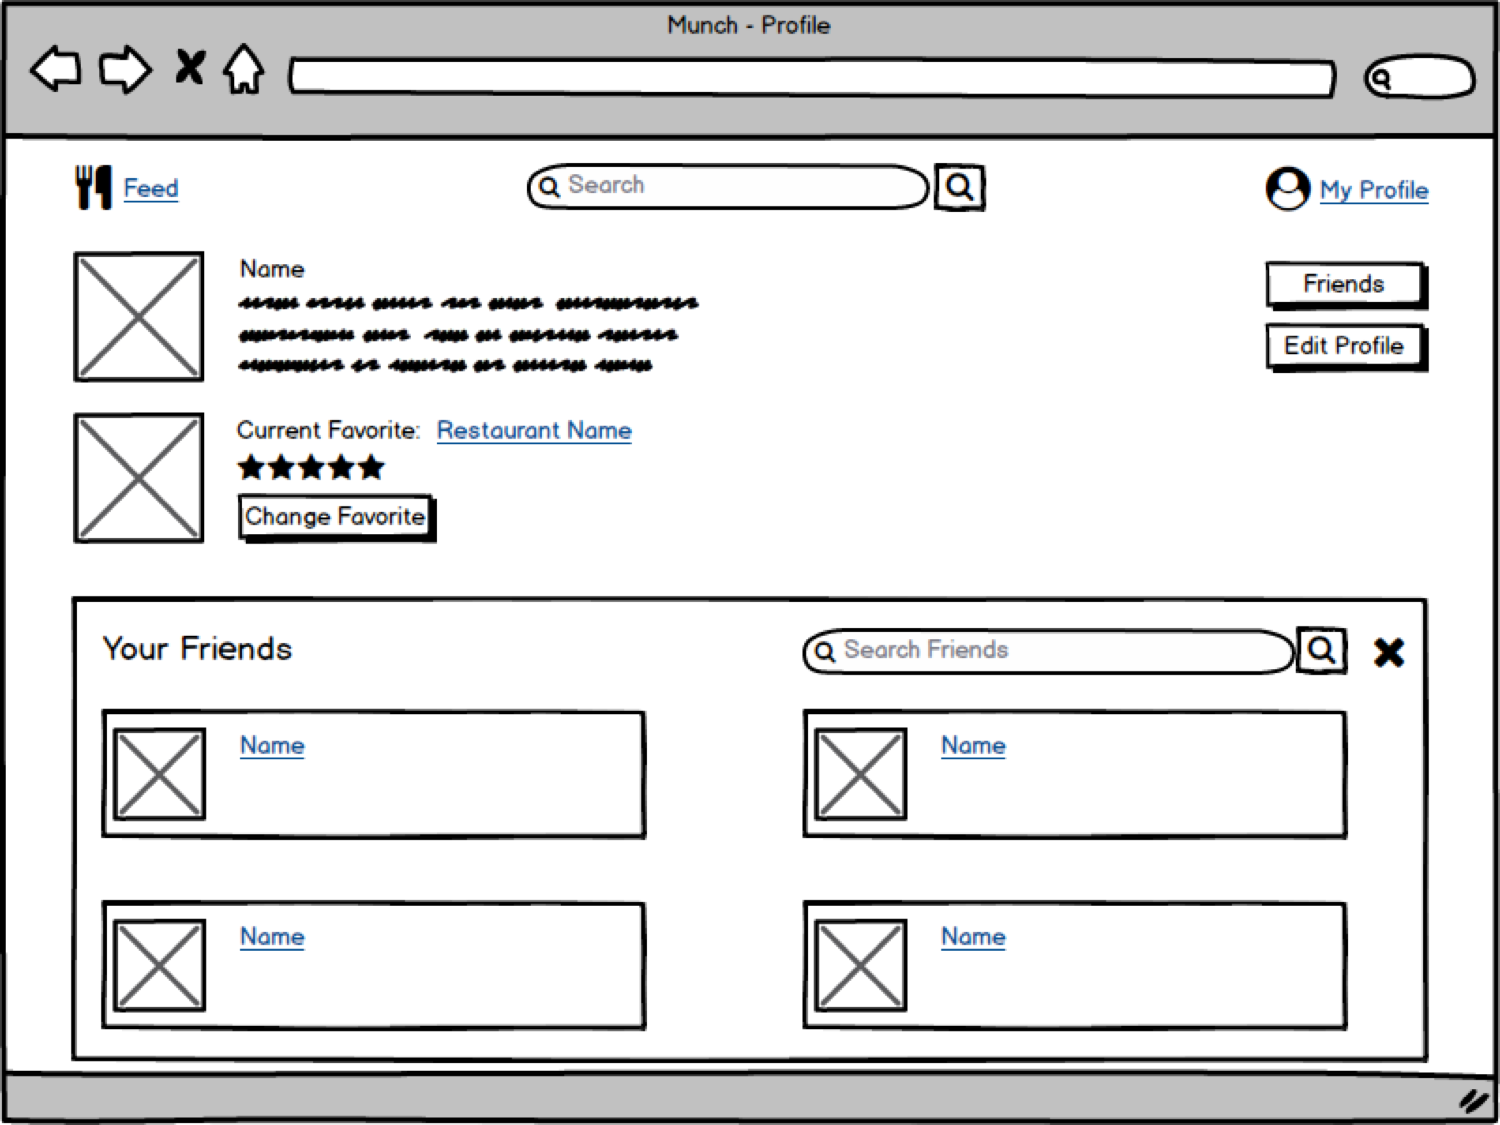 Munch - Profile
Feed
Search
My Profile
Name
Friends
Edit Profile
Current Favorite: Restaurant Name
Change Favorite
Your Friends
Search Friends
Name
Name
Name
Name